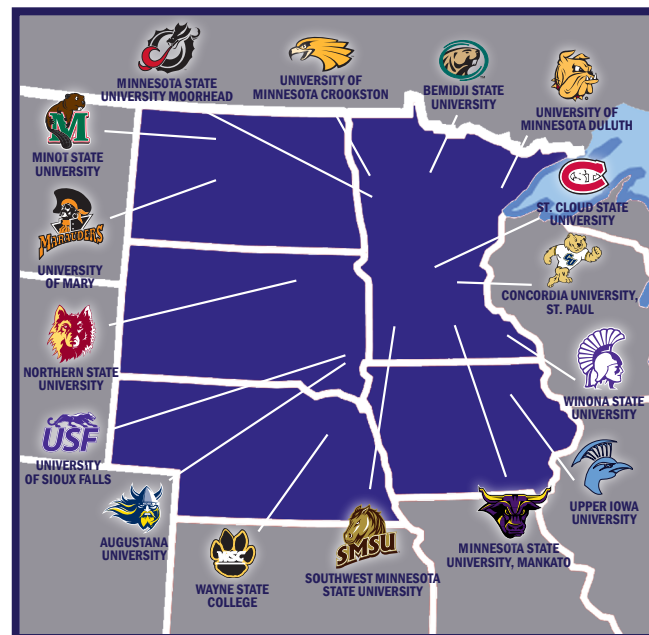 MINNESOTA STATE
UNIVERSITY MOORHEAD
UNIVERSITY OF
MINNESOTA CROOKSTON
BEMIDJI STATE
UNIVERSITY
UNIVERSITY OF
MINNESOTA DULUTH
M
MINOT STATE
UNIVERSITY
ST
C
ST. CLOUD STATE
UNIVERSITY
MARAUDERS
UNIVERSITY
OF MARY
CU
CONCORDIA UNIVERSITY,
ST. PAUL
NORTHERN STATE
UNIVERSITY
WINONA STATE
UNIVERSITY
USF
UNIVERSITY
OF SIOUX FALLS
UPPER IOWA
UNIVERSITY
AUGUSTANA
UNIVERSITY
WSC
WAYNE STATE
COLLEGE
SMSU
SOUTHWEST MINNESOTA
STATE UNIVERSITY
MINNESOTA STATE
UNIVERSITY, MANKATO